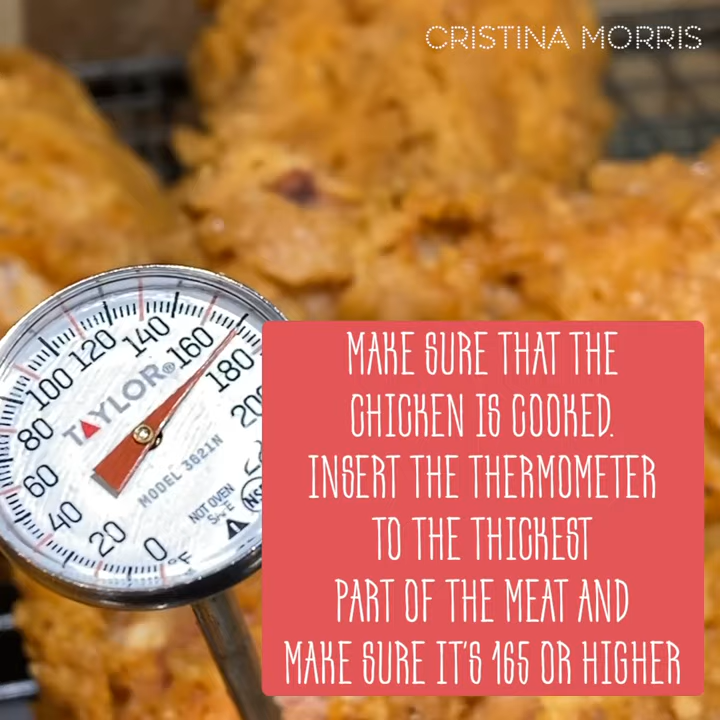 CRISTINA MORRIS
MAKE SURE THAT THE
CHICKEN IS COOKED.
INSERT THE THERMOMETER
TO THE THICKEST
PART OF THE MEAT AND
MAKE SURE IT'S 165 OR HIGHER
0 20 40 60 80 100 120 140 160 180
°F
TAYLOR®
MODEL 3621N
NOT OVEN